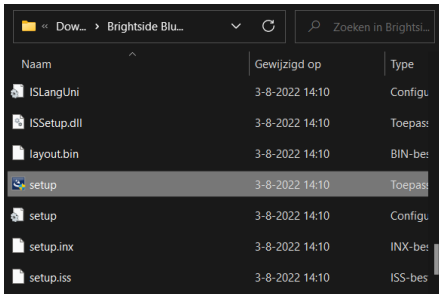 « Dow... > Brightside Blu... Zoeken in Brightsi...
Naam Gewijzigd op Type
ISLangUni 3-8-2022 14:10 Configu
ISSetup.dll 3-8-2022 14:10 Toepas
layout.bin 3-8-2022 14:10 BIN-bes
setup 3-8-2022 14:10 Toepas
setup 3-8-2022 14:10 Configu
setup.inx 3-8-2022 14:10 INX-bes
setup.iss 3-8-2022 14:10 ISS-bes